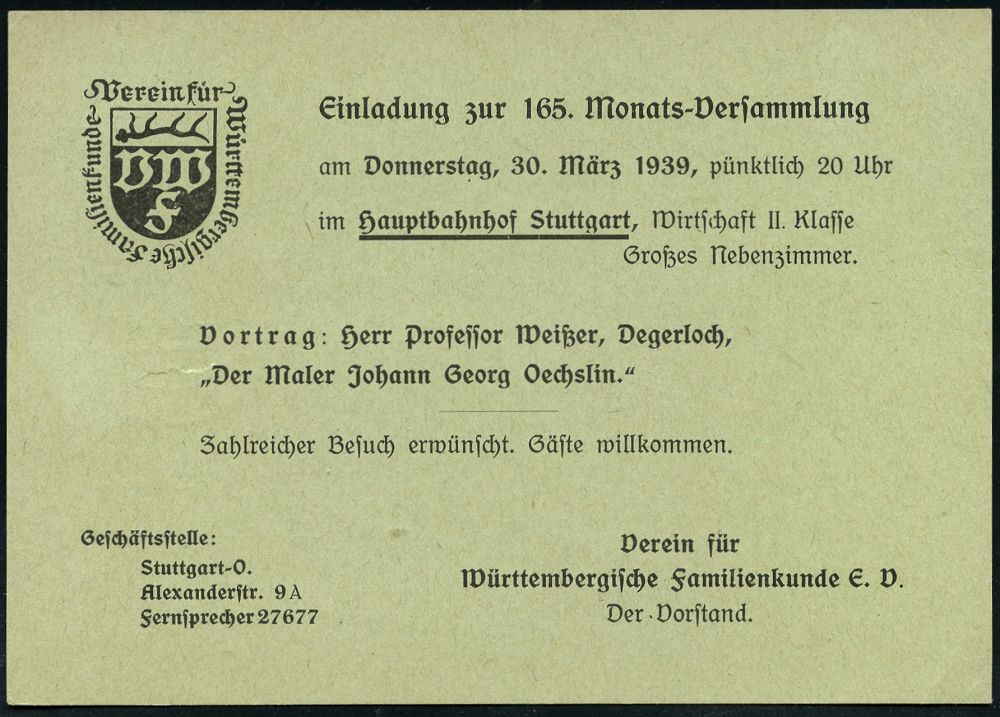 Verein für Württembergische Familienkunde
VWF
Einladung zur 165. Monats-Versammlung
am Donnerstag, 30. März 1939, pünktlich 20 Uhr
im Hauptbahnhof Stuttgart, Wirtschaft II. Klasse
Großes Nebenzimmer.
Vortrag: Herr Professor Weißer, Degerloch,
„Der Maler Johann Georg Oechslin.“
Zahlreicher Besuch erwünscht. Gäste willkommen.
Geschäftsstelle:
Stuttgart-O.
Alexanderstr. 9A
Fernsprecher 27677
Verein für
Württembergische Familienkunde E. V.
Der Vorstand.